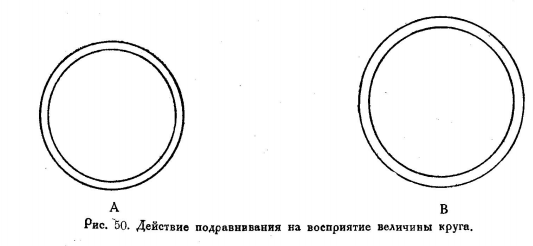 А В
Рис. 50. Действие подравнивания на восприятие величины круга.